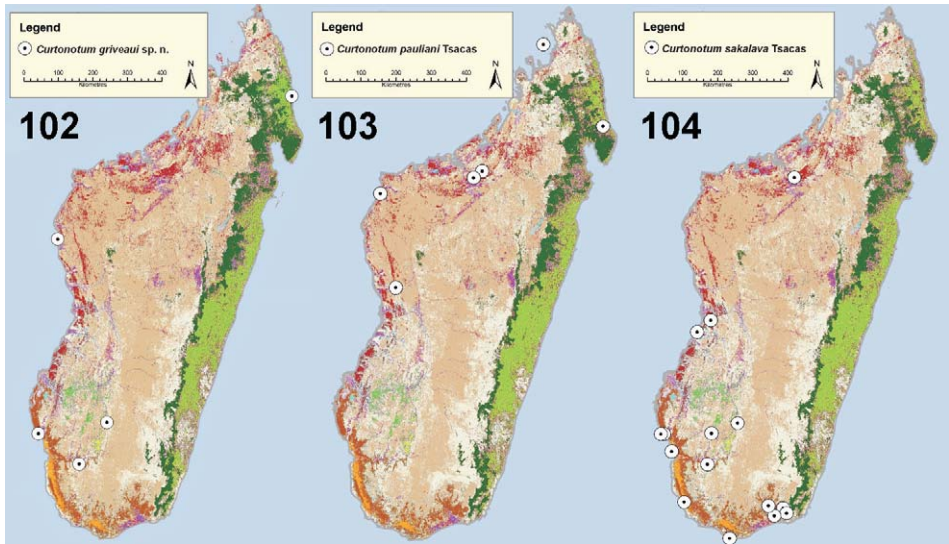 Legend
Curtonotum griveaui sp. n.
0 100 200 300 400
Kilometres
N
102
Legend
Curtonotum pauliani Tsacas
0 100 200 300 400
Kilometres
N
103
Legend
Curtonotum sakalava Tsacas
0 100 200 300 400
Kilometres
N
104